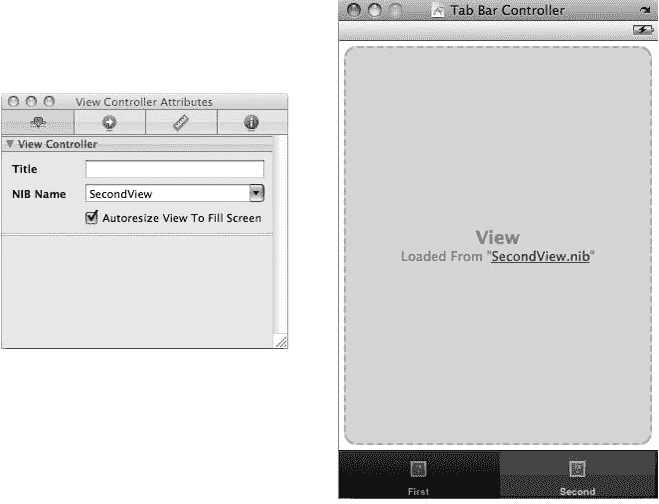 View Controller Attributes
View Controller
Title
NIB Name SecondView
Autoresize View To Fill Screen
Tab Bar Controller
View
Loaded From "SecondView.nib"
First Second